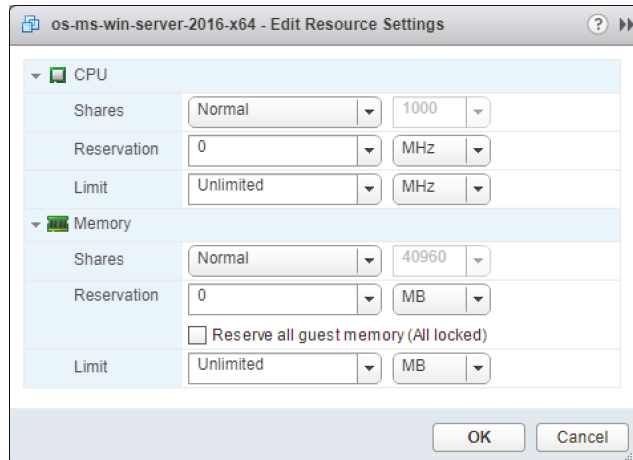 os-ms-win-server-2016-x64 - Edit Resource Settings ?
CPU
Shares Normal 1000
Reservation 0 MHz
Limit Unlimited MHz
Memory
Shares Normal 40960
Reservation 0 MB
Reserve all guest memory (All locked)
Limit Unlimited MB
OK Cancel